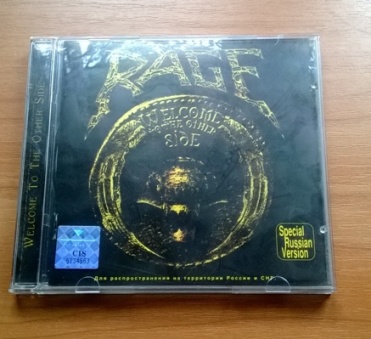 RAGE
WELCOME
TO THE OTHER
SIDE
WELCOME TO THE OTHER SIDE
Special
Russian
Version
CIS
Для распространения на территории России и СНГ